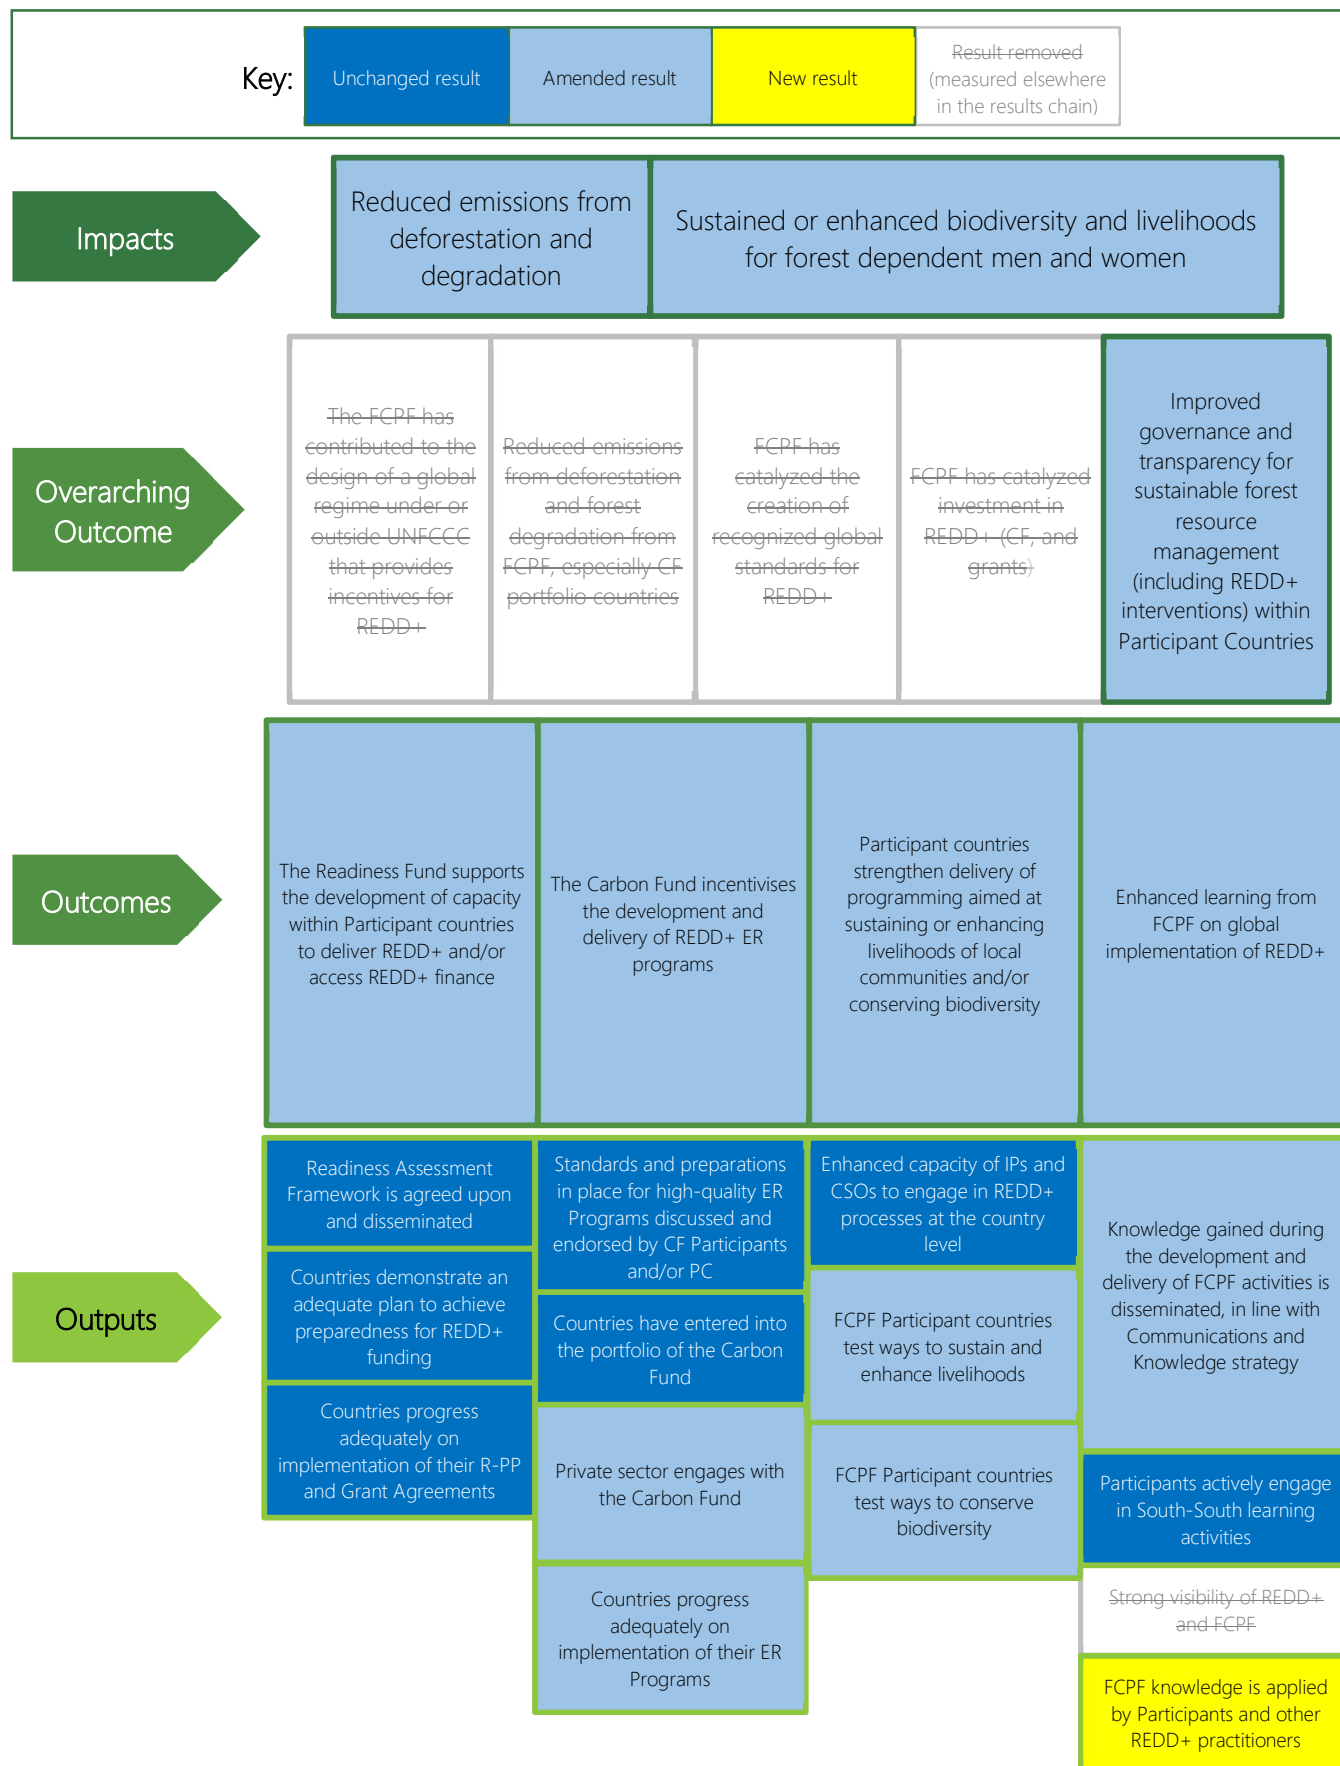 Key:
Unchanged result
Amended result
New result
Result removed
(measured elsewhere
in the results chain)
Impacts
Reduced emissions from
deforestation and
degradation
Sustained or enhanced biodiversity and livelihoods
for forest dependent men and women
Overarching
Outcome
The FCPF has
contributed to the
design of a global
regime under or
outside UNFCCC
that provides
incentives for
REDD+
Reduced emissions
from deforestation
and forest
degradation from
FCPF, especially CF
portfolio countries
FCPF has
catalyzed the
creation of
recognized global
standards for
REDD+
FCPF has catalyzed
investment in
REDD+ (CF, and
grants)
Improved
governance and
transparency for
sustainable forest
resource
management
(including REDD+
interventions) within
Participant Countries
Outcomes
The Readiness Fund supports
the development of capacity
within Participant countries
to deliver REDD+ and/or
access REDD+ finance
The Carbon Fund incentivises
the development and
delivery of REDD+ ER
programs
Participant countries
strengthen delivery of
programming aimed at
sustaining or enhancing
livelihoods of local
communities and/or
conserving biodiversity
Enhanced learning from
FCPF on global
implementation of REDD+
Outputs
Readiness Assessment
Framework is agreed upon
and disseminated
Countries demonstrate an
adequate plan to achieve
preparedness for REDD+
funding
Countries progress
adequately on
implementation of their R-PP
and Grant Agreements
Standards and preparations
in place for high-quality ER
Programs discussed and
endorsed by CF Participants
and/or PC
Countries have entered into
the portfolio of the Carbon
Fund
Private sector engages with
the Carbon Fund
Countries progress
adequately on
implementation of their ER
Programs
Enhanced capacity of IPs and
CSOs to engage in REDD+
processes at the country
level
FCPF Participant countries
test ways to sustain and
enhance livelihoods
FCPF Participant countries
test ways to conserve
biodiversity
Knowledge gained during
the development and
delivery of FCPF activities is
disseminated, in line with
Communications and
Knowledge strategy
Participants actively engage
in South-South learning
activities
Strong visibility of REDD+
and FCPF
FCPF knowledge is applied
by Participants and other
REDD+ practitioners